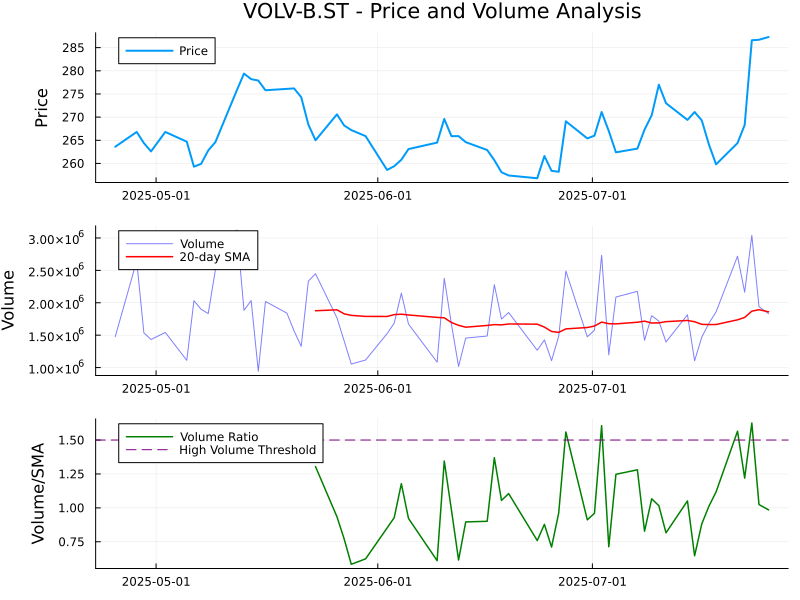 VOLV-B.ST - Price and Volume Analysis
Price
285
280
275
270
265
260
Price
2025-05-01 2025-06-01 2025-07-01
Volume
3.00×10⁶
2.50×10⁶
2.00×10⁶
1.50×10⁶
1.00×10⁶
Volume
20-day SMA
2025-05-01 2025-06-01 2025-07-01
Volume/SMA
1.50
1.25
1.00
0.75
Volume Ratio
High Volume Threshold
2025-05-01 2025-06-01 2025-07-01